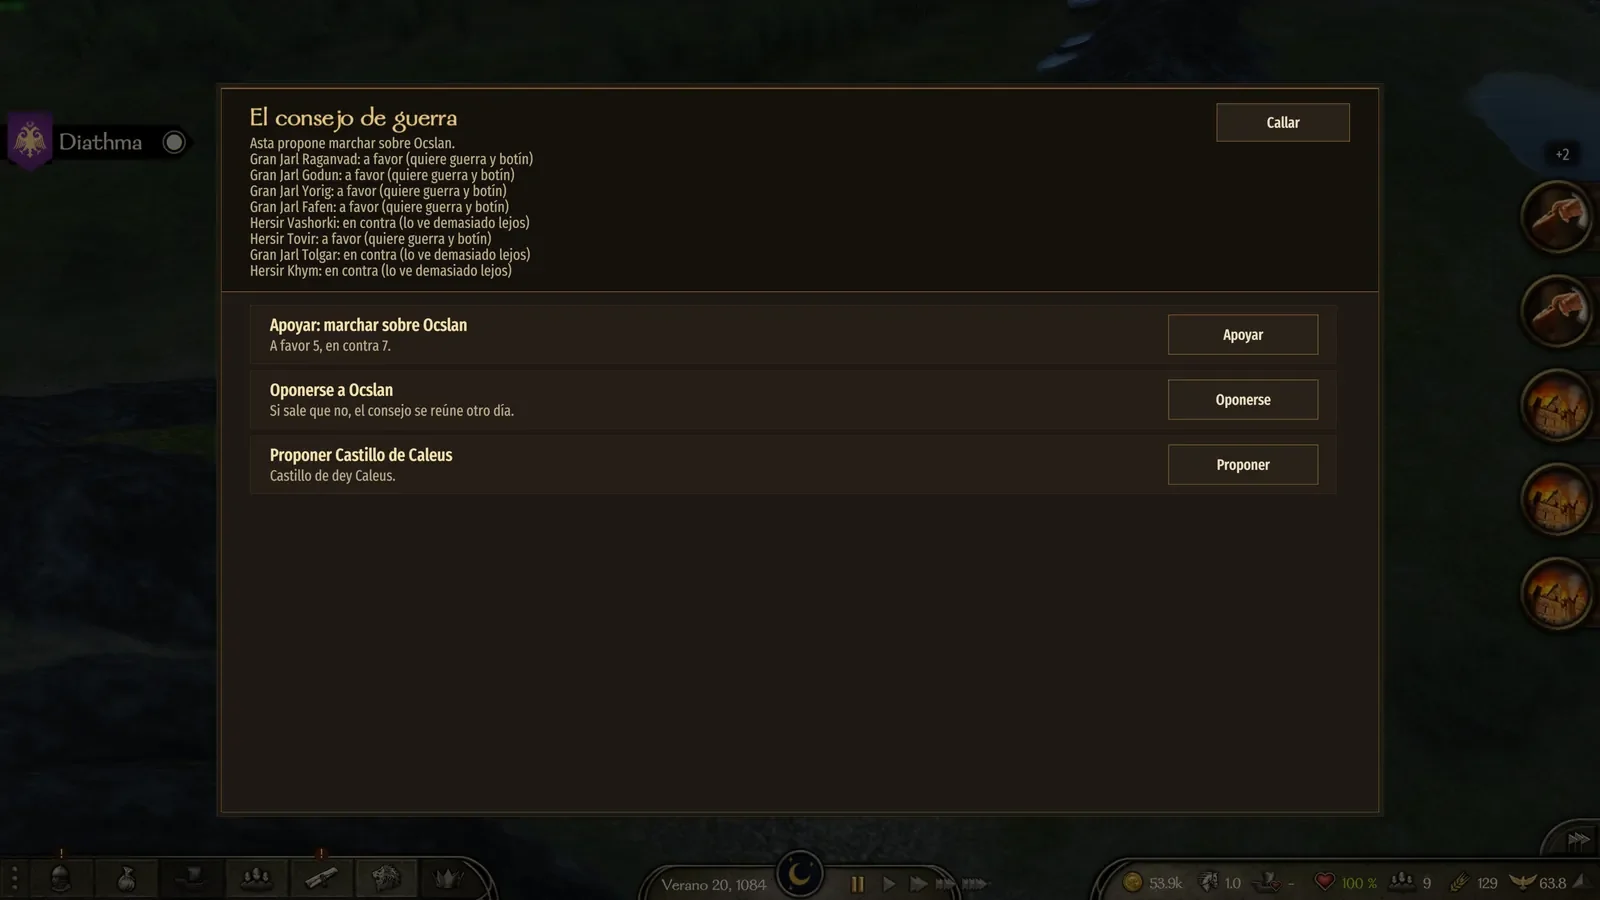 El consejo de guerra
Callar
Asta propone marchar sobre Ocslan.
Gran Jarl Raganvad: a favor (quiere guerra y botín)
Gran Jarl Godun: a favor (quiere guerra y botín)
Gran Jarl Yorig: a favor (quiere guerra y botín)
Gran Jarl Fafen: a favor (quiere guerra y botín)
Hersir Vashorki: en contra (lo ve demasiado lejos)
Hersir Tovir: a favor (quiere guerra y botín)
Gran Jarl Tolgar: en contra (lo ve demasiado lejos)
Hersir Khym: en contra (lo ve demasiado lejos)
Diathma
+2
Apoyar: marchar sobre Ocslan
A favor 5, en contra 7.
Apoyar
Oponerse a Ocslan
Si sale que no, el consejo se reúne otro día.
Oponerse
Proponer Castillo de Caleus
Castillo de dey Caleus.
Proponer
! !
Verano 20, 1084
53.9k 1.0 - 100 % 9 129 63.8